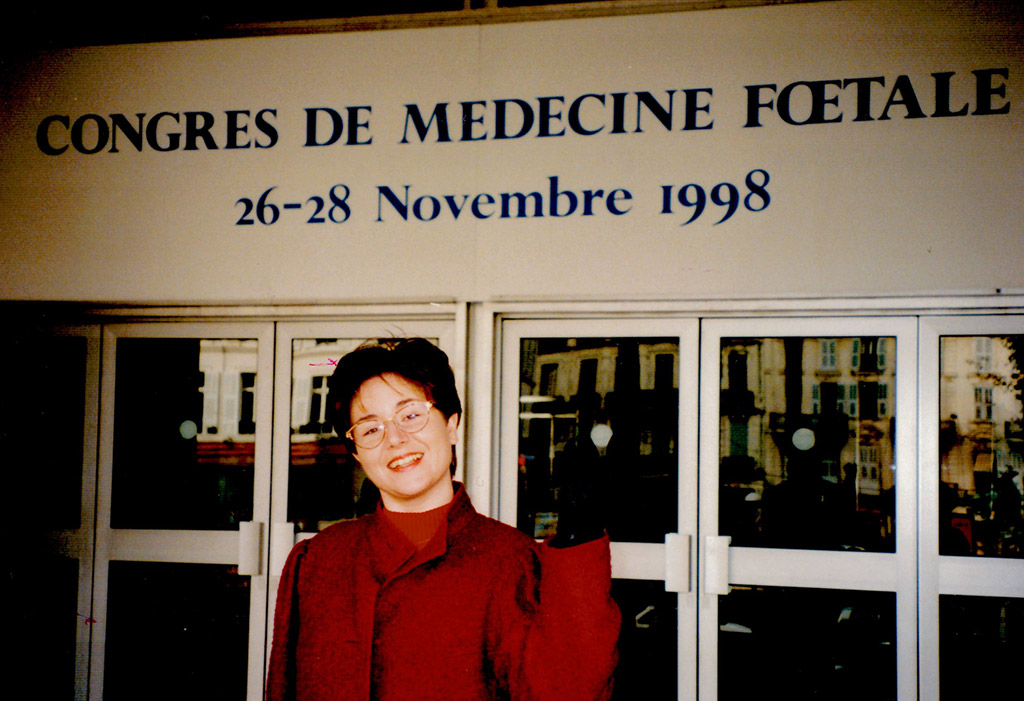 CONGRES DE MEDECINE FŒTALE
26-28 Novembre 1998